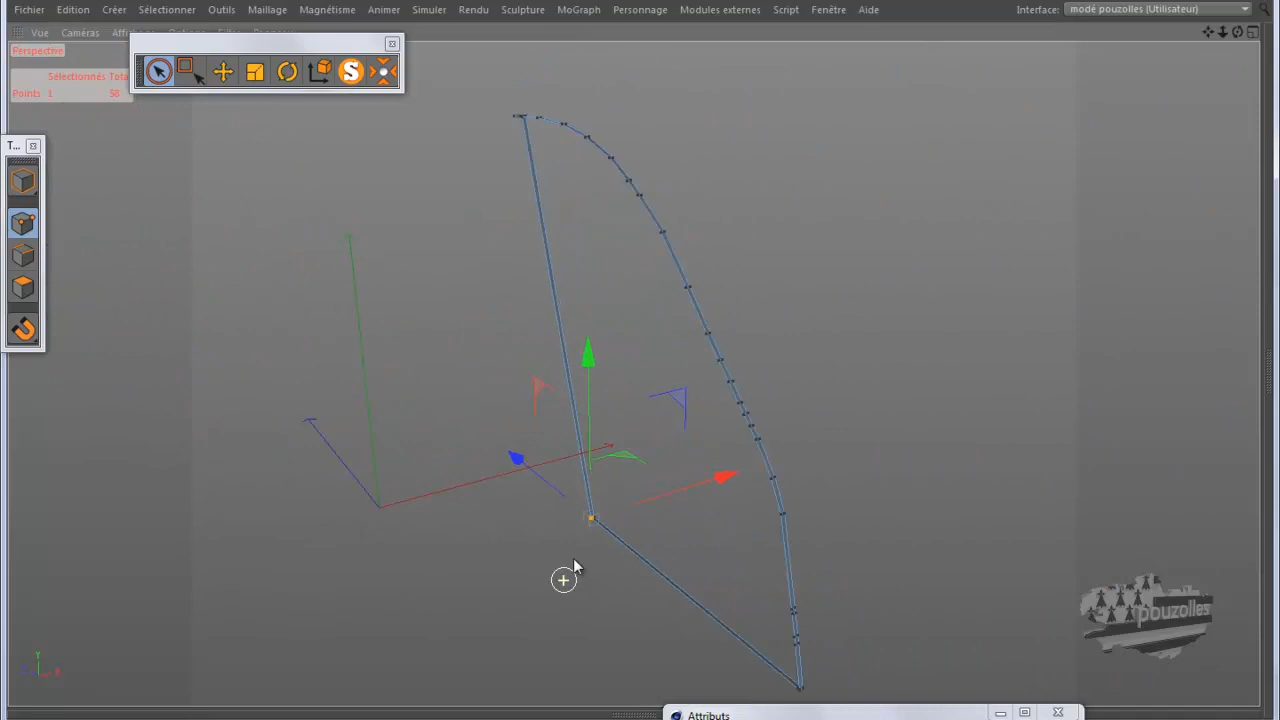 Fichier Edition Créer Sélectionner Outils Maillage Magnétisme Animer Simuler Rendu Sculpture MoGraph Personnage Modules externes Script Fenêtre Aide Interface: modé pouzolles (Utilisateur)
Vue Caméras
Perspective
Sélectionnés Tota
Points 1 58
T...
S
pouzolles
Y
X
Attributs